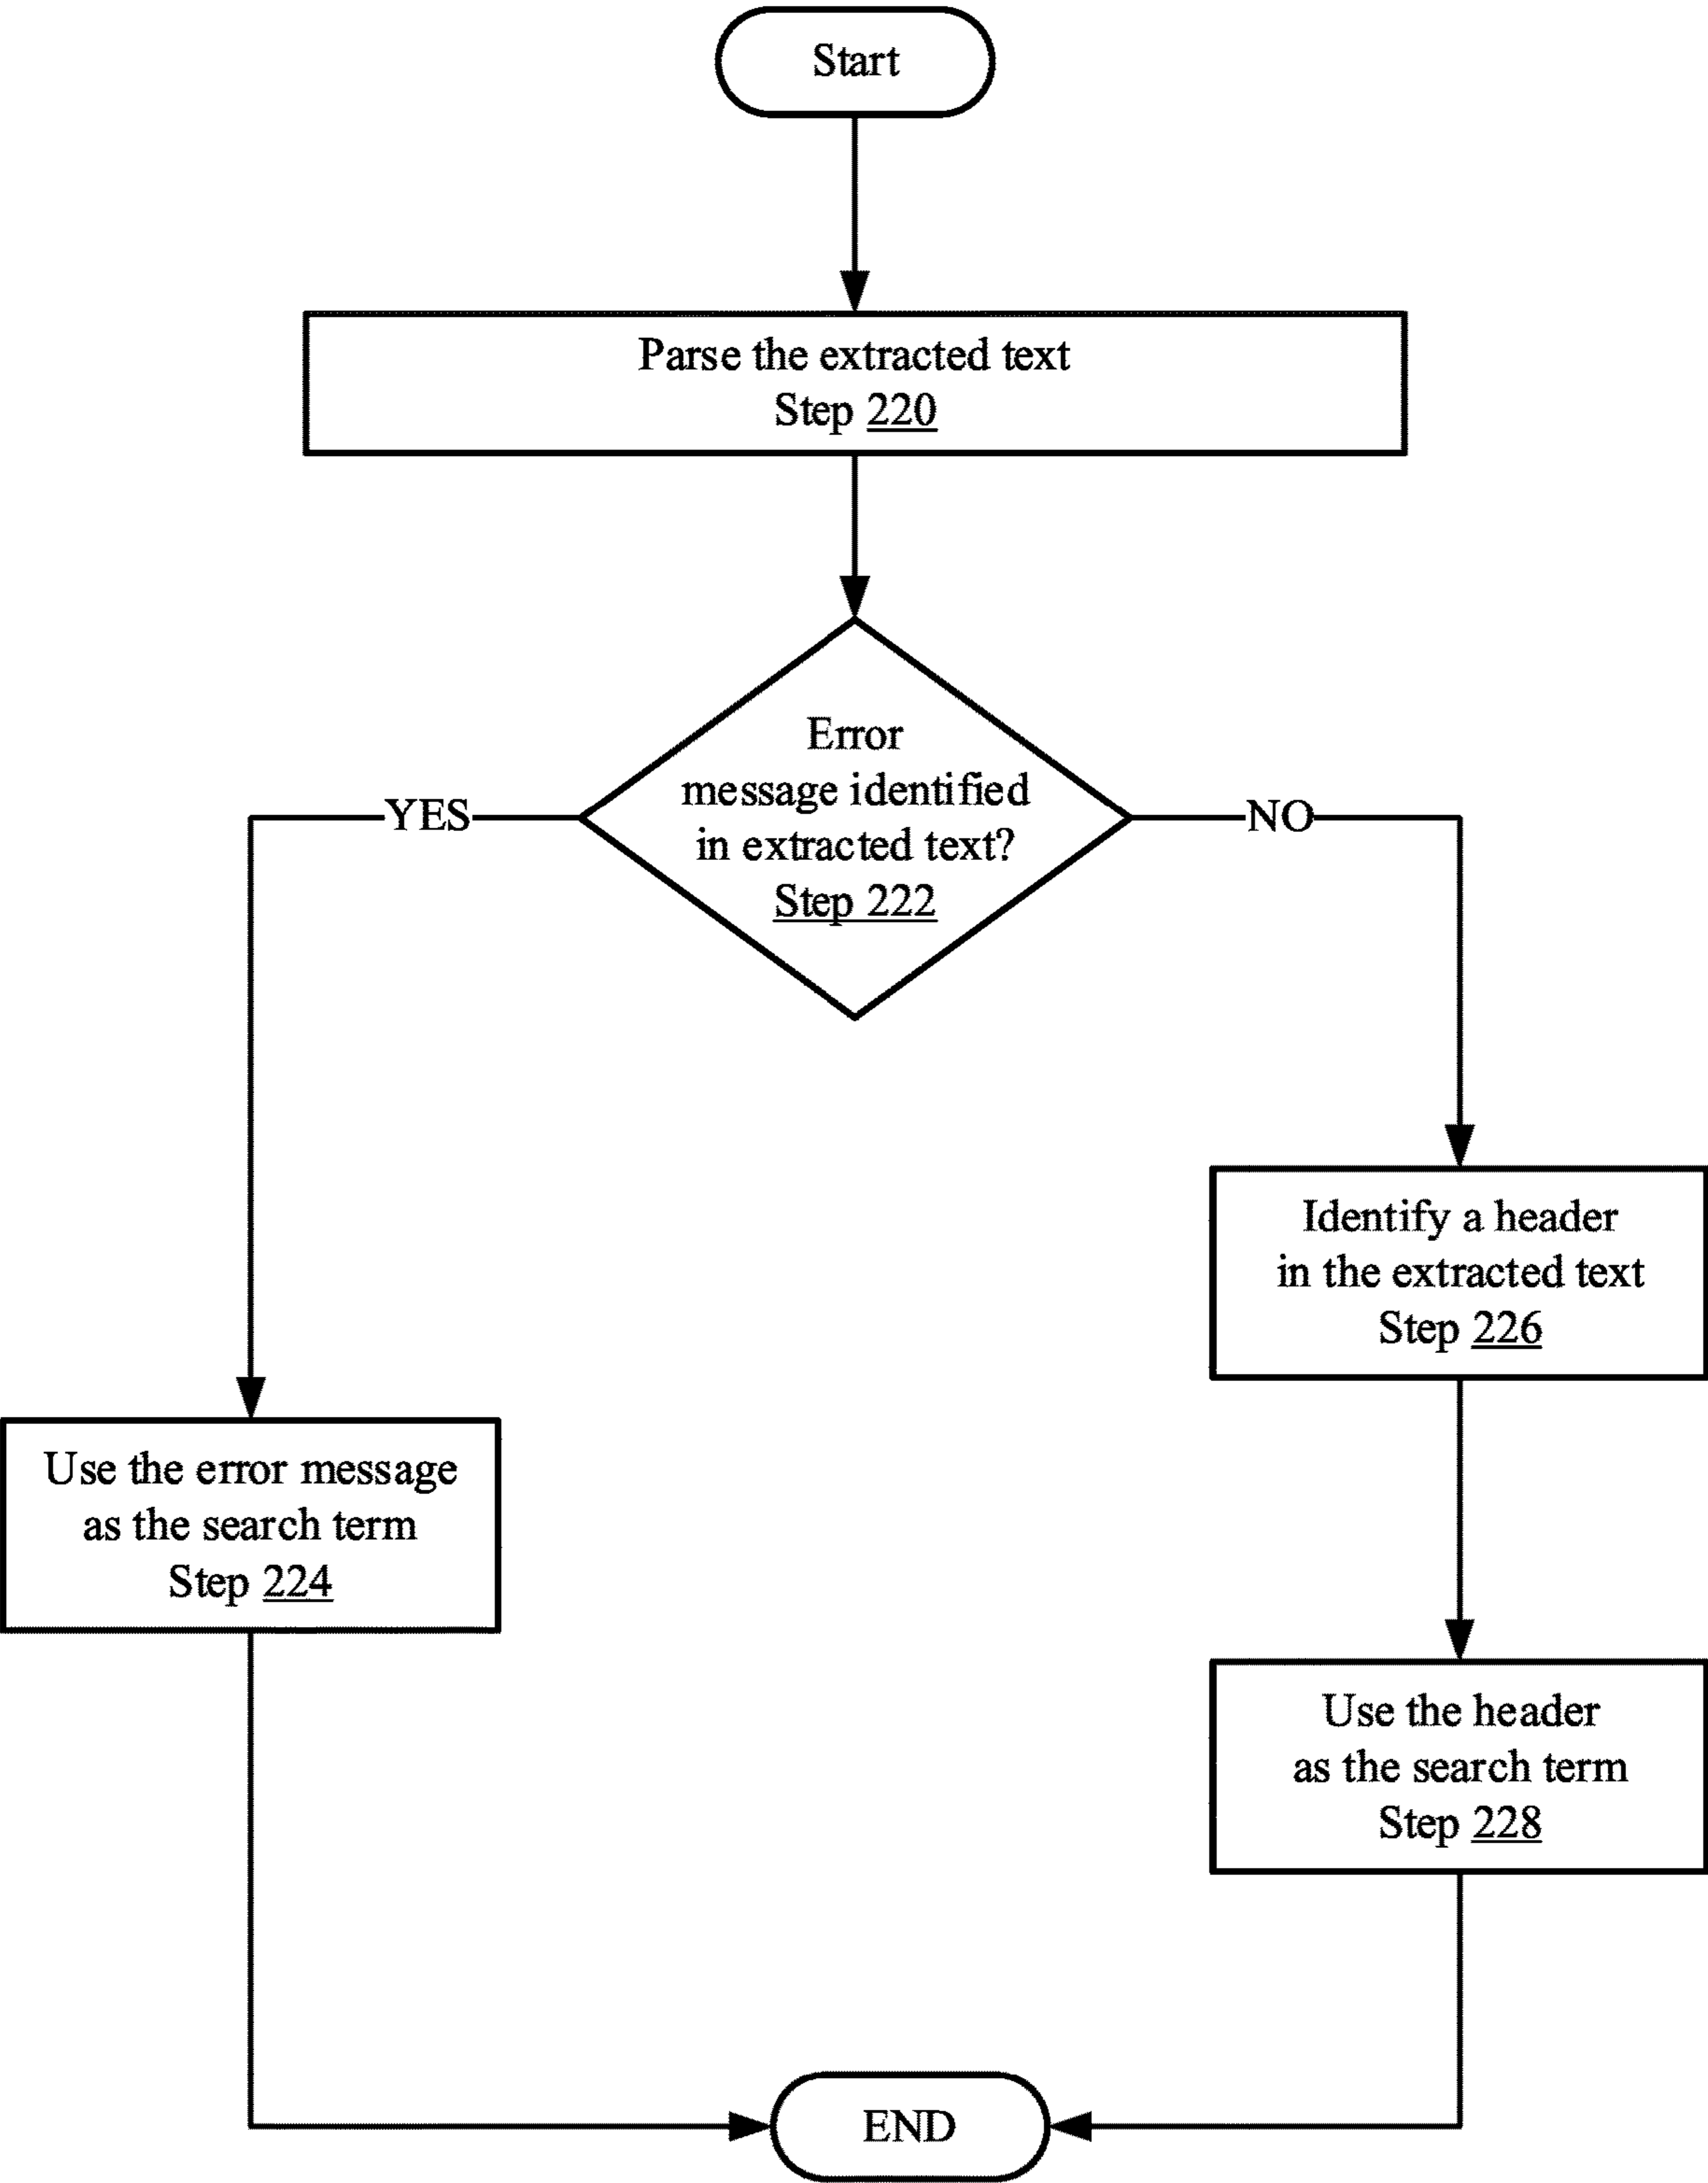 Start
Parse the extracted text
Step 220
Error
message identified
in extracted text?
Step 222
YES
NO
Identify a header
in the extracted text
Step 226
Use the error message
as the search term
Step 224
Use the header
as the search term
Step 228
END